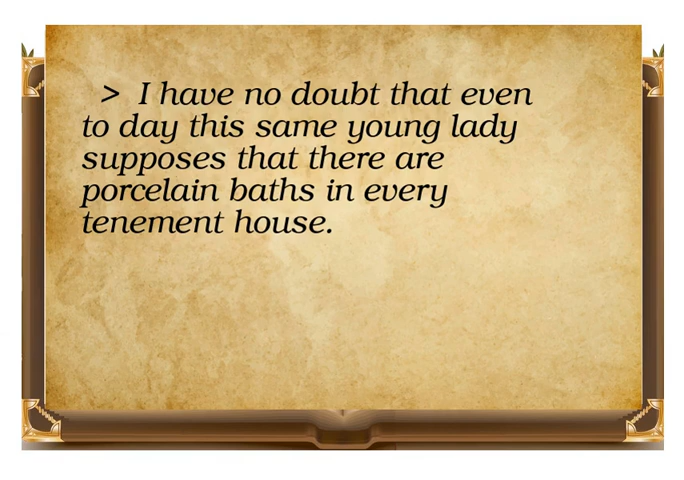 > I have no doubt that even
to day this same young lady
supposes that there are
porcelain baths in every
tenement house.